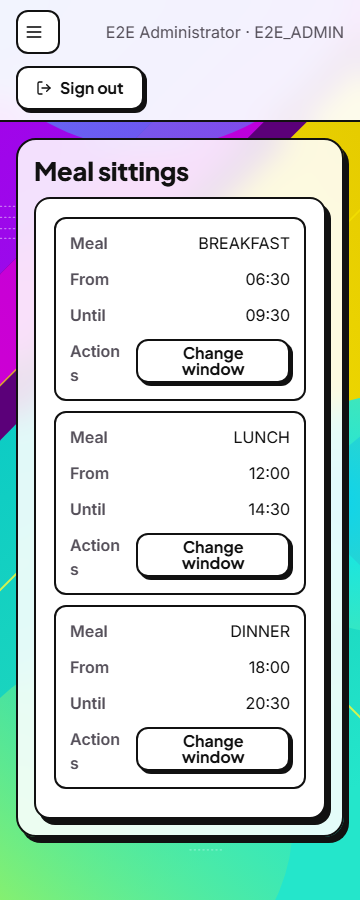 E2E Administrator · E2E_ADMIN
Sign out
Meal sittings
Meal BREAKFAST
From 06:30
Until 09:30
Action
s
Change
window
Meal LUNCH
From 12:00
Until 14:30
Action
s
Change
window
Meal DINNER
From 18:00
Until 20:30
Action
s
Change
window